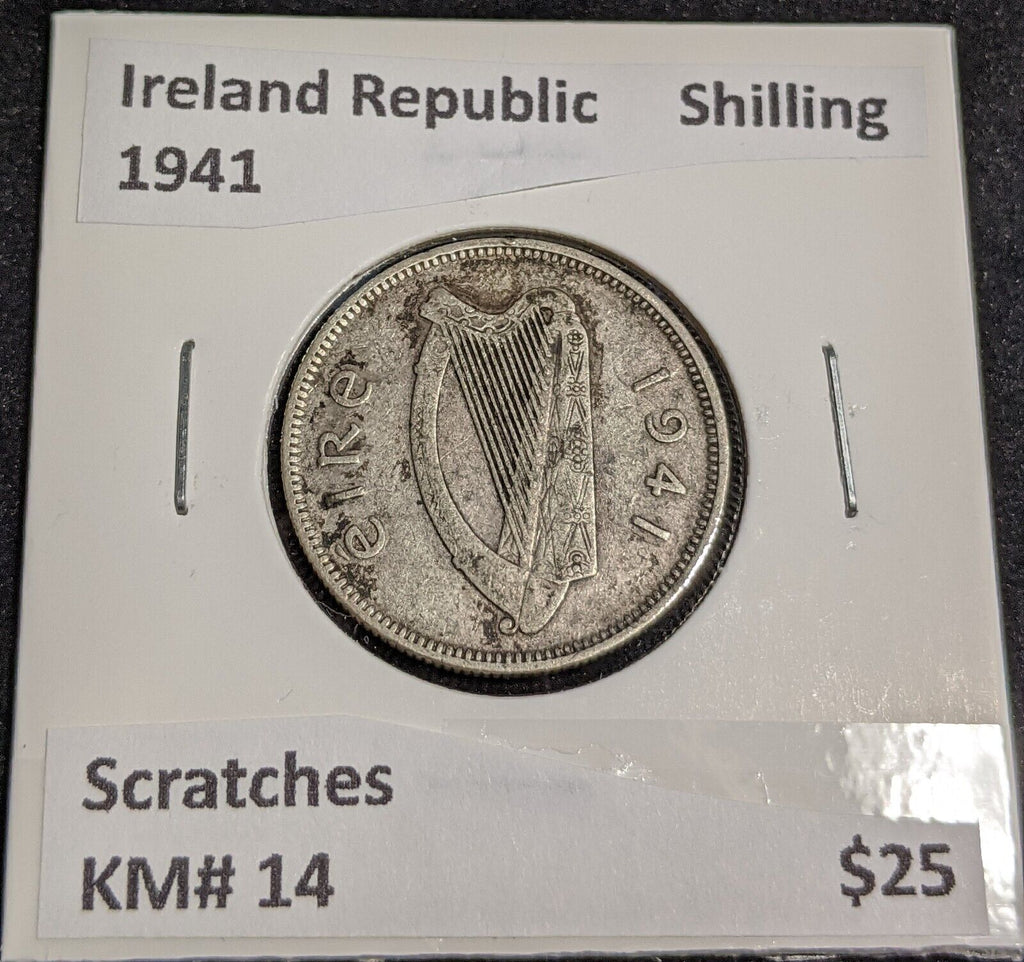 Ireland Republic Shilling
1941
éIRe
1941
Scratches
KM# 14 $25